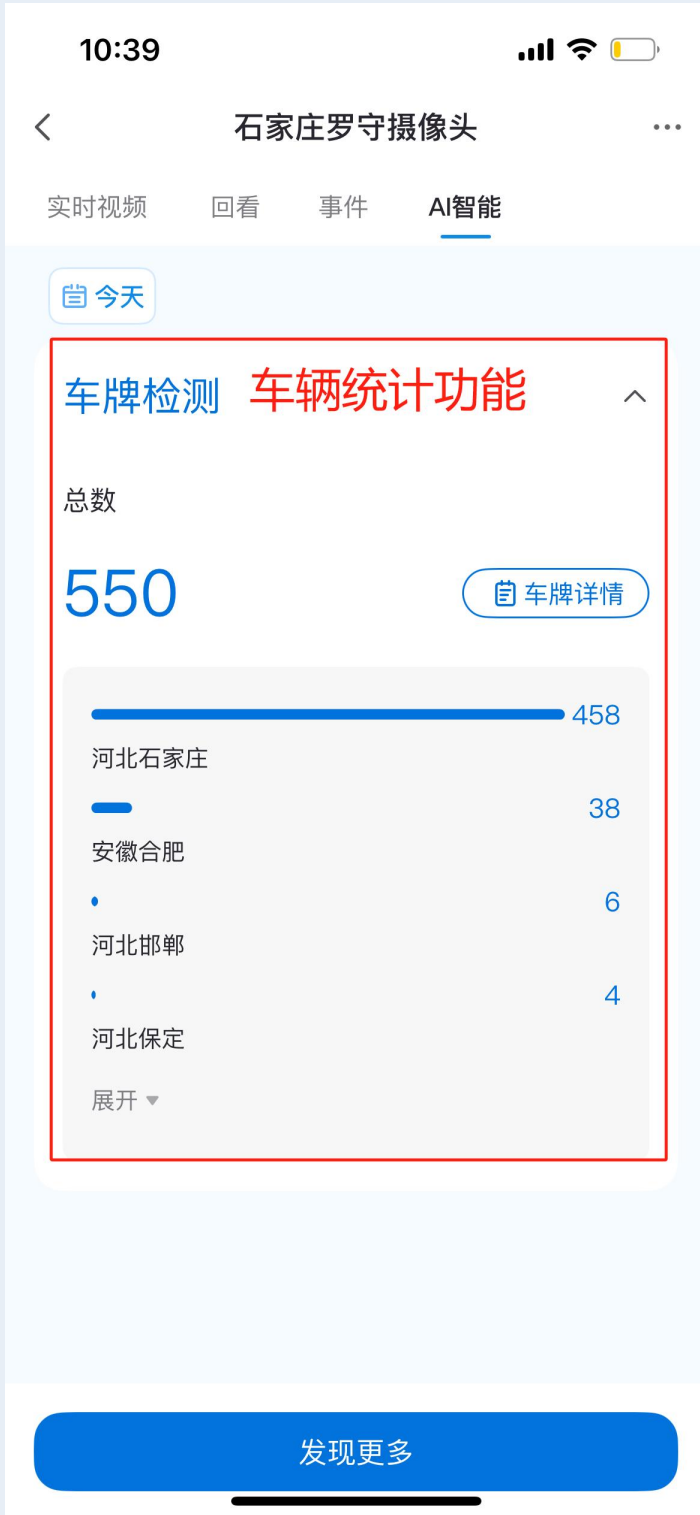 10:39
石家庄罗守摄像头
实时视频 回看 事件 AI智能
今天
车牌检测 车辆统计功能
总数
550 车牌详情
458
河北石家庄
38
安徽合肥
6
河北邯郸
4
河北保定
展开
发现更多